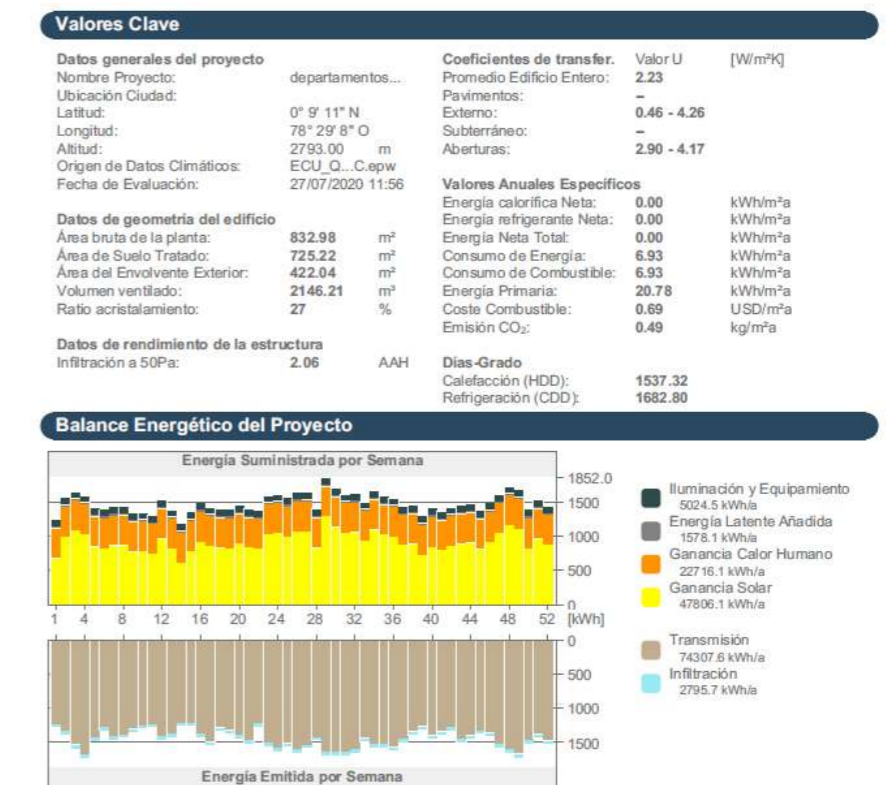 Valores Clave
Datos generales del proyecto
Nombre Proyecto: departamentos...
Ubicación Ciudad:
Latitud: 0° 9' 11" N
Longitud: 78° 29' 8" O
Altitud: 2793.00 m
Origen de Datos Climáticos: ECU_Q...C.epw
Fecha de Evaluación: 27/07/2020 11:56
Datos de geometría del edificio
Área bruta de la planta: 832.98 m²
Área de Suelo Tratado: 725.22 m²
Área del Envolvente Exterior: 422.04 m²
Volumen ventilado: 2146.21 m³
Ratio acristalamiento: 27 %
Datos de rendimiento de la estructura
Infiltración a 50Pa: 2.06 AAH
Coeficientes de transfer. Valor U [W/m²K]
Promedio Edificio Entero: 2.23
Pavimentos: –
Externo: 0.46 - 4.26
Subterráneo: –
Aberturas: 2.90 - 4.17
Valores Anuales Específicos
Energía calorífica Neta: 0.00 kWh/m²a
Energía refrigerante Neta: 0.00 kWh/m²a
Energía Neta Total: 0.00 kWh/m²a
Consumo de Energía: 6.93 kWh/m²a
Consumo de Combustible: 6.93 kWh/m²a
Energía Primaria: 20.78 kWh/m²a
Coste Combustible: 0.69 USD/m²a
Emisión CO₂: 0.49 kg/m²a
Días-Grado
Calefacción (HDD): 1537.32
Refrigeración (CDD): 1682.80
Balance Energético del Proyecto
Energía Suministrada por Semana
1852.0
1500
1000
500
0
1 4 8 12 16 20 24 28 32 36 40 44 48 52 [kWh]
0
500
1000
1500
Energía Emitida por Semana
Iluminación y Equipamiento
5024.5 kWh/a
Energía Latente Añadida
1578.1 kWh/a
Ganancia Calor Humano
22716.1 kWh/a
Ganancia Solar
47806.1 kWh/a
Transmisión
74307.6 kWh/a
Infiltración
2795.7 kWh/a